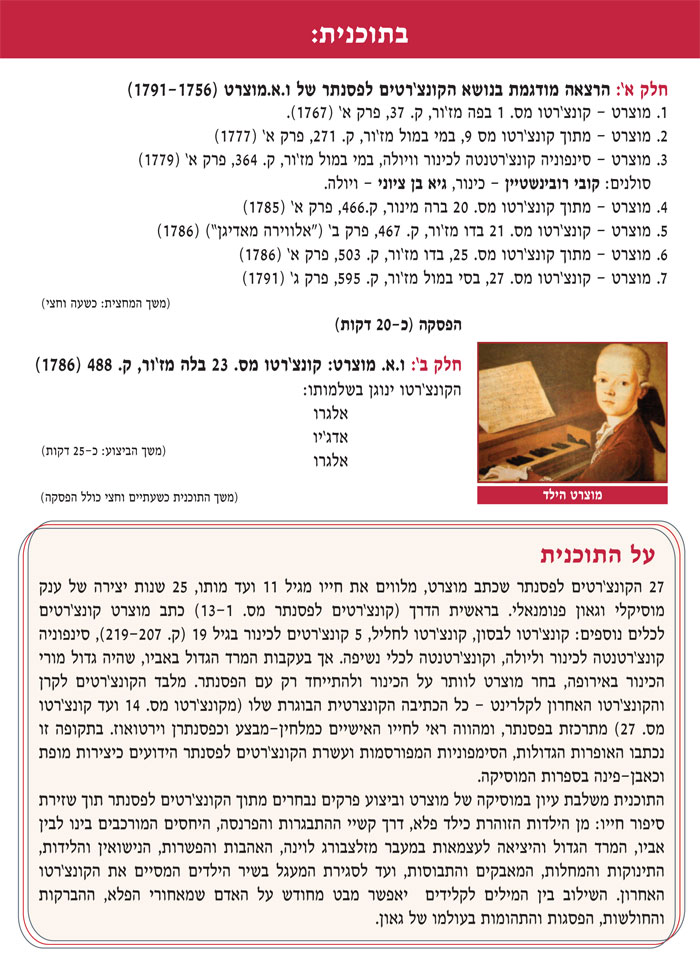 בתוכנית:
חלק א': הרצאה מודגמת בנושא הקונצ'רטים לפסנתר של ו.א.מוצרט (1791-1756)
1. מוצרט - קונצ'רטו מס. 1 בפה מז'ור, ק. 37, פרק א' (1767).
2. מוצרט - מתוך קונצ'רטו מס 9, במי במול מז'ור, ק. 271, פרק א' (1777)
3. מוצרט - סינפוניה קונצ'רטנטה לכינור וויולה, במי במול מז'ור, ק. 364, פרק א' (1779)
סולנים: קובי רובינשטיין - כינור, גיא בן ציוני - ויולה.
4. מוצרט - מתוך קונצ'רטו מס. 20 ברה מינור, ק.466, פרק א' (1785)
5. מוצרט - קונצ'רטו מס. 21 בדו מז'ור, ק. 467, פרק ב' ("אלווירה מאדיגן") (1786)
6. מוצרט - מתוך קונצ'רטו מס. 25, בדו מז'ור, ק. 503, פרק א' (1786)
7. מוצרט - קונצ'רטו מס. 27, בסי במול מז'ור, ק. 595, פרק ג' (1791)
(משך המחצית: כשעה וחצי)
הפסקה (כ-20 דקות)
חלק ב': ו.א. מוצרט: קונצ'רטו מס. 23 בלה מז'ור, ק. 488 (1786)
הקונצ'רטו ינוגן בשלמותו:
אלגרו
אדג'יו
(משך הביצוע: כ-25 דקות)
אלגרו
מוצרט הילד
(משך התוכנית כשעתיים וחצי כולל הפסקה)
על התוכנית
27 הקונצ'רטים לפסנתר שכתב מוצרט, מלווים את חייו מגיל 11 ועד מותו, 25 שנות יצירה של ענק
מוסיקלי וגאון פנומנאלי. בראשית הדרך (קונצ'רטים לפסנתר מס. 13-1) כתב מוצרט קונצ'רטים
לכלים נוספים: קונצ'רטו לבסון, קונצ'רטו לחליל, 5 קונצ'רטים לכינור בגיל 19 (ק. 219-207), סינפוניה
קונצ'רטנטה לכינור וליולה, וקונצ'רטנטה לכלי נשיפה. אך בעקבות המרד הגדול באביו, שהיה גדול מורי
הכינור באירופה, בחר מוצרט לוותר על הכינור ולהתייחד רק עם הפסנתר. מלבד הקונצ'רטים לקרן
והקונצ'רטו האחרון לקלרינט - כל הכתיבה הקונצרטית הבוגרת שלו (מקונצ'רטו מס. 14 ועד קונצ'רטו
מס. 27) מתרכזת בפסנתר, ומהווה ראי לחייו האישיים כמלחין-מבצע וכפסנתרן וירטואוז. בתקופה זו
נכתבו האופרות הגדולות, הסימפוניות המפורסמות ועשרת הקונצ'רטים לפסנתר הידועים כיצירות מופת
וכאבן-פינה בספרות המוסיקה.
התוכנית משלבת עיון במוסיקה של מוצרט וביצוע פרקים נבחרים מתוך הקונצ'רטים לפסנתר תוך שזירת
סיפור חייו: מן הילדות הזוהרת כילד פלא, דרך קשיי ההתבגרות והפרנסה, היחסים המורכבים בינו לבין
אביו, המרד הגדול והיציאה לעצמאות במעבר מזלצבורג לוינה, האהבות והפשרות, הנישואין והלידות,
התינוקות והמחלות, המאבקים והתבוסות, ועד לסגירת המעגל בשיר הילדים המסיים את הקונצ'רטו
האחרון. השילוב בין המילים לקלידים יאפשר מבט מחודש על האדם שמאחורי הפלא, ההברקות
והחולשות, הפסגות והתהומות בעולמו של גאון.